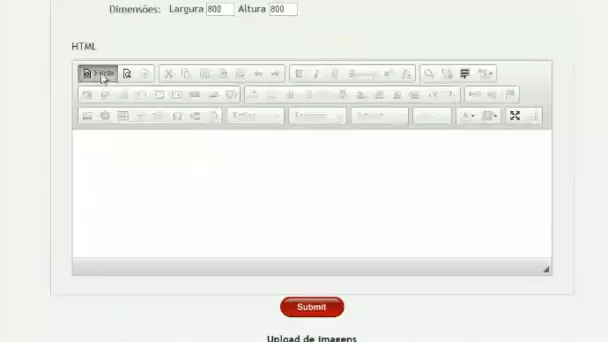 Dimensões: Largura 800 Altura 800
HTML
Submit
Upload de imagens